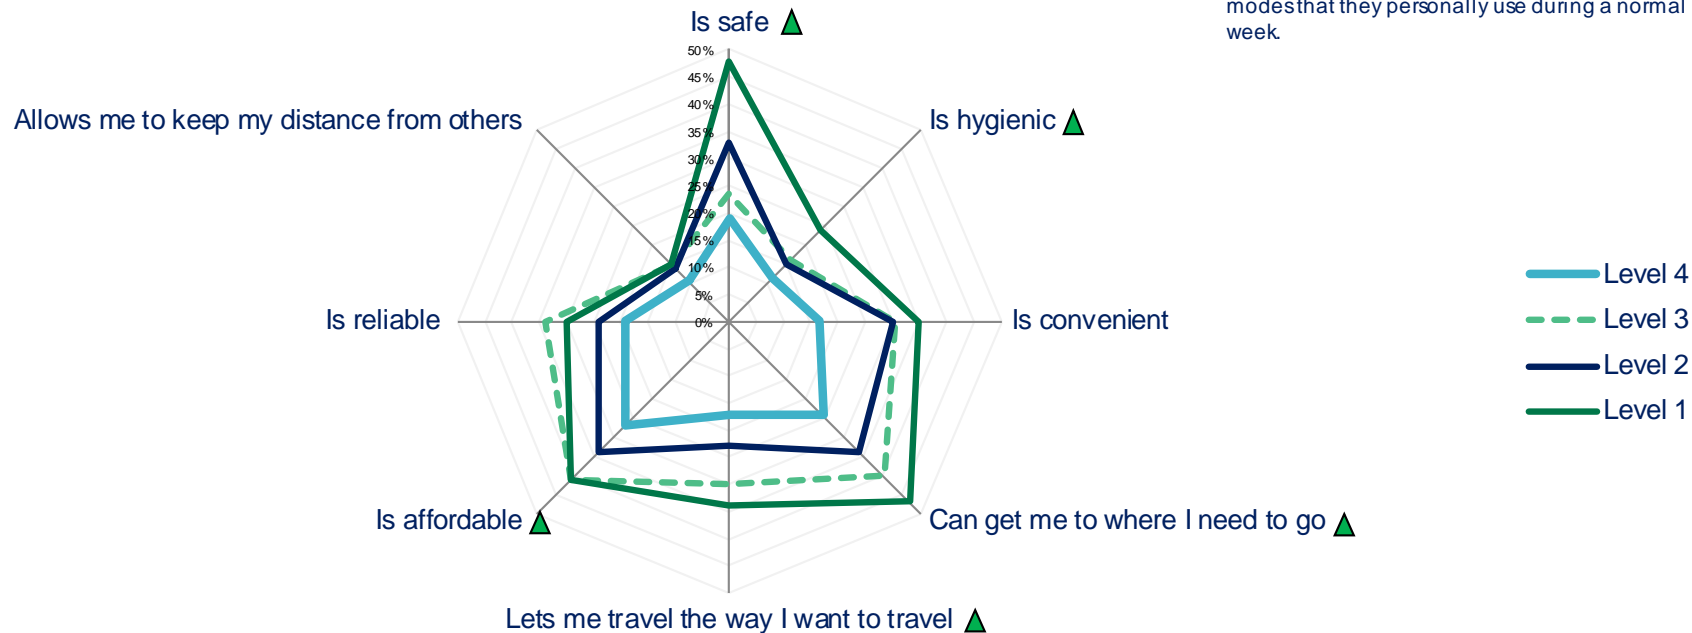 modes that they personally use during a normal
week.
Is safe
50%
45%
40%
35%
30%
25%
20%
15%
10%
5%
0%
Allows me to keep my distance from others
Is hygienic
Is reliable
Is convenient
Level 4
Level 3
Level 2
Level 1
Is affordable
Can get me to where I need to go
Lets me travel the way I want to travel